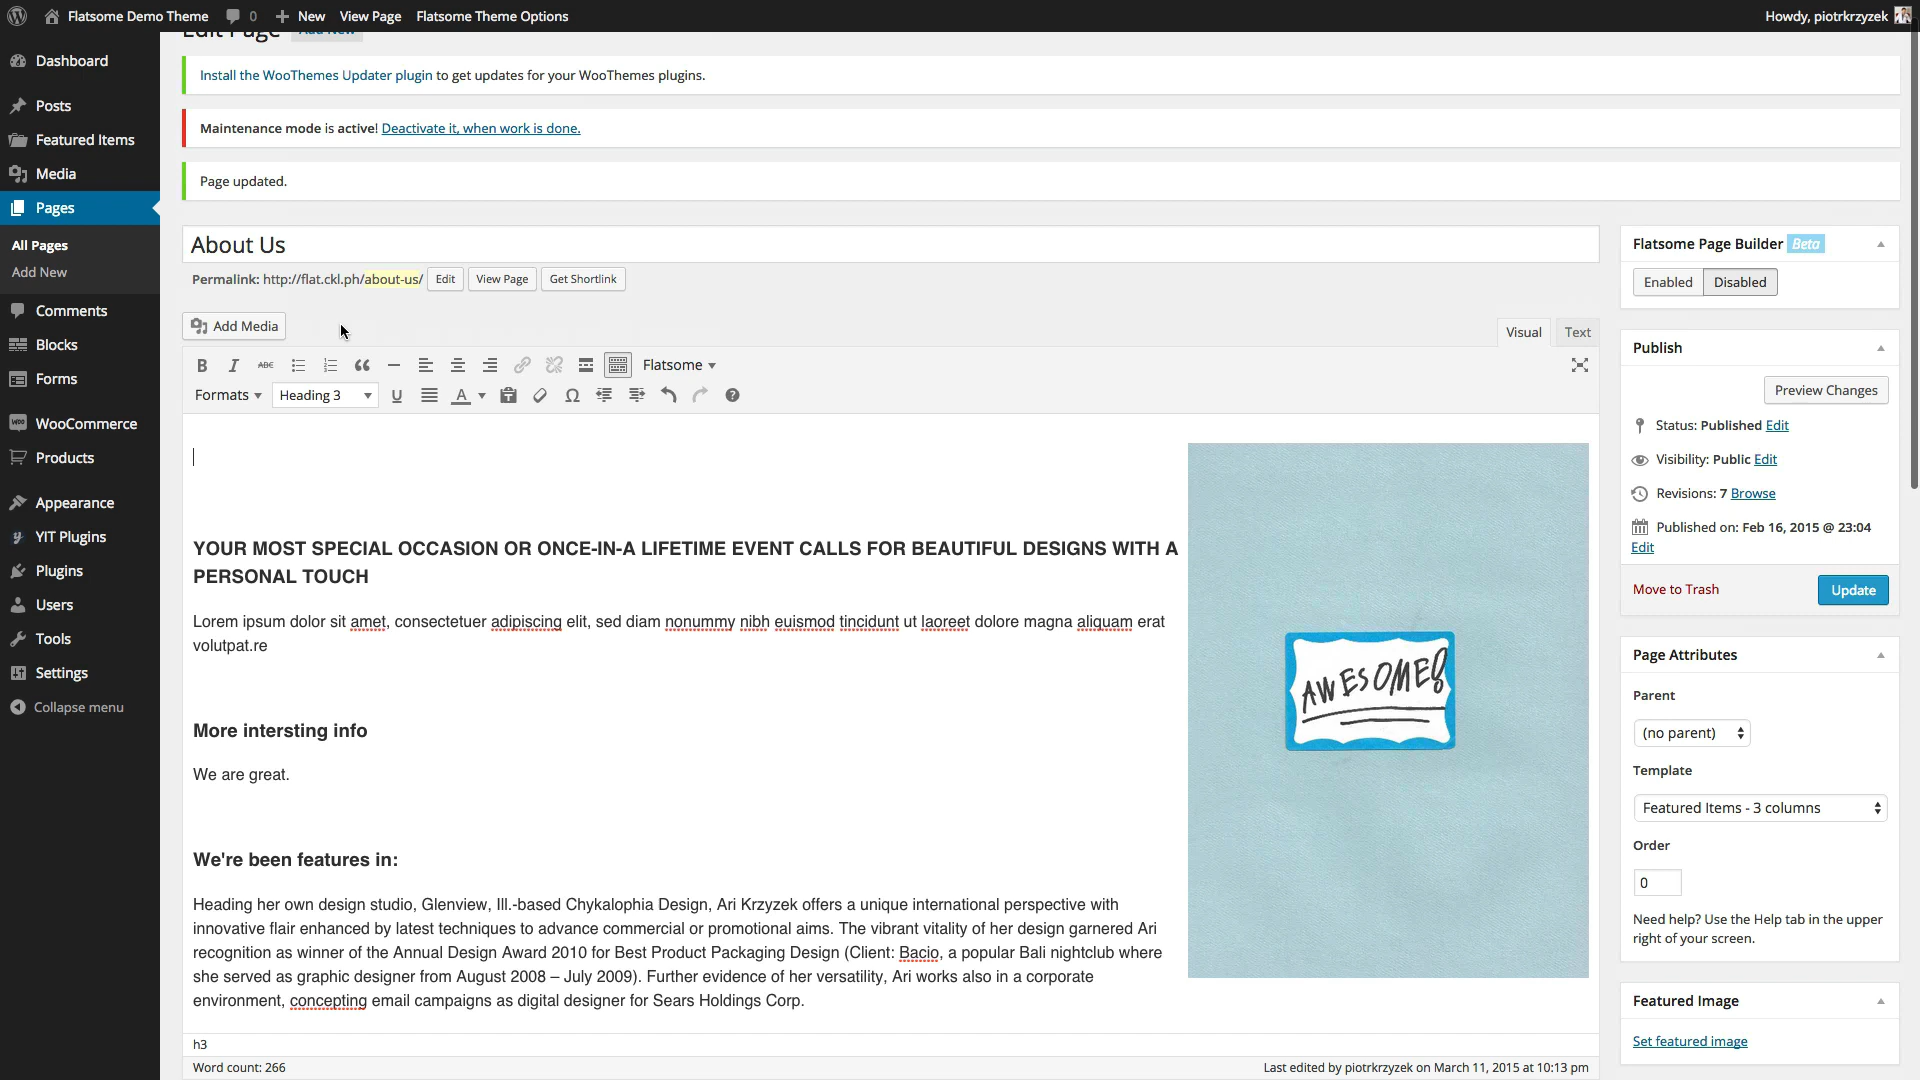 Flatsome Demo Theme 0 New View Page Flatsome Theme Options Howdy, piotrkrzyzek
Edit Page Add New
Dashboard
Posts
Featured Items
Media
Pages
All Pages
Add New
Comments
Blocks
Forms
WooCommerce
Products
Appearance
YIT Plugins
Plugins
Users
Tools
Settings
Collapse menu
Install the WooThemes Updater plugin to get updates for your WooThemes plugins.
Maintenance mode is active! Deactivate it, when work is done.
Page updated.
About Us
Permalink: http://flat.ckl.ph/about-us/ Edit View Page Get Shortlink
Add Media
Visual Text
B I ABC Flatsome
Formats Heading 3 U A Ω
YOUR MOST SPECIAL OCCASION OR ONCE-IN-A LIFETIME EVENT CALLS FOR BEAUTIFUL DESIGNS WITH A
PERSONAL TOUCH
Lorem ipsum dolor sit amet, consectetuer adipiscing elit, sed diam nonummy nibh euismod tincidunt ut laoreet dolore magna aliquam erat
volutpat.re
More intersting info
We are great.
We're been features in:
Heading her own design studio, Glenview, Ill.-based Chykalophia Design, Ari Krzyzek offers a unique international perspective with
innovative flair enhanced by latest techniques to advance commercial or promotional aims. The vibrant vitality of her design garnered Ari
recognition as winner of the Annual Design Award 2010 for Best Product Packaging Design (Client: Bacio, a popular Bali nightclub where
she served as graphic designer from August 2008 – July 2009). Further evidence of her versatility, Ari works also in a corporate
environment, concepting email campaigns as digital designer for Sears Holdings Corp.
AWESOME!
h3
Word count: 266 Last edited by piotrkrzyzek on March 11, 2015 at 10:13 pm
Flatsome Page Builder Beta
Enabled Disabled
Publish
Preview Changes
Status: Published Edit
Visibility: Public Edit
Revisions: 7 Browse
Published on: Feb 16, 2015 @ 23:04
Edit
Move to Trash Update
Page Attributes
Parent
(no parent)
Template
Featured Items - 3 columns
Order
0
Need help? Use the Help tab in the upper
right of your screen.
Featured Image
Set featured image